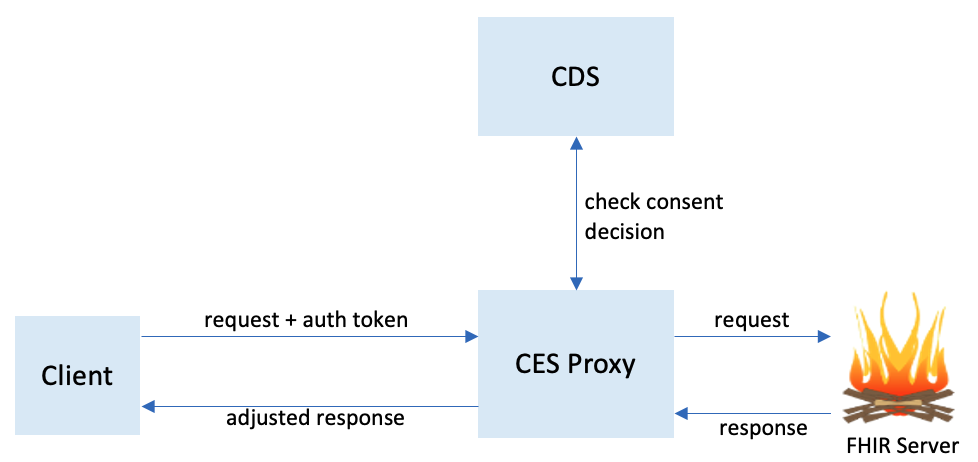 CDS
check consent
decision
request + auth token
request
Client
CES Proxy
adjusted response
response
FHIR Server